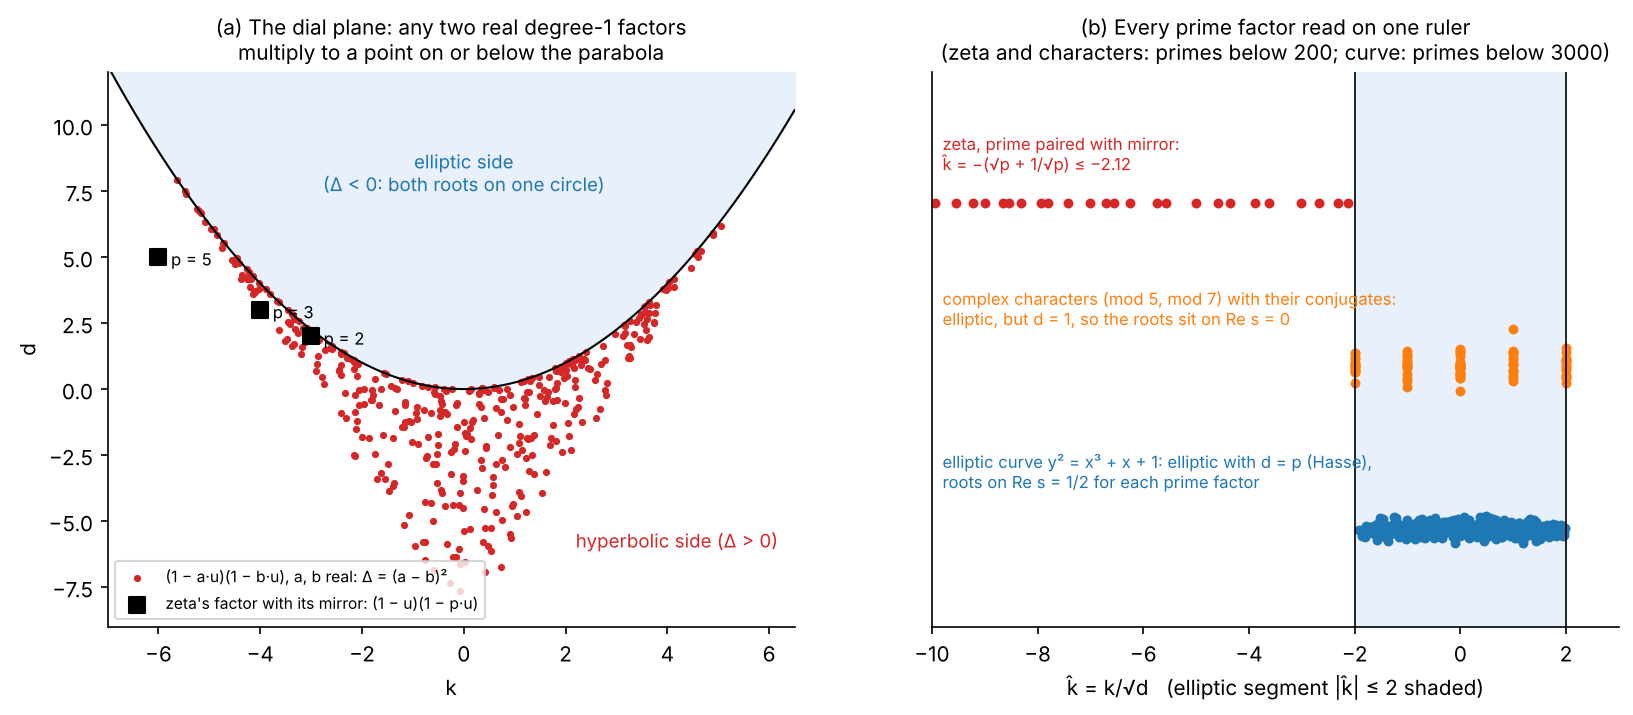 (a) The dial plane: any two real degree-1 factors
multiply to a point on or below the parabola
10.0
7.5
5.0
2.5
0.0
−2.5
−5.0
−7.5
d
elliptic side
(Δ < 0: both roots on one circle)
p = 5
p = 3
p = 2
hyperbolic side (Δ > 0)
(1 − a·u)(1 − b·u), a, b real: Δ = (a − b)²
zeta's factor with its mirror: (1 − u)(1 − p·u)
−6 −4 −2 0 2 4 6
k
(b) Every prime factor read on one ruler
(zeta and characters: primes below 200; curve: primes below 3000)
zeta, prime paired with mirror:
k̂ = −(√p + 1/√p) ≤ −2.12
complex characters (mod 5, mod 7) with their conjugates:
elliptic, but d = 1, so the roots sit on Re s = 0
elliptic curve y² = x³ + x + 1: elliptic with d = p (Hasse),
roots on Re s = 1/2 for each prime factor
−10 −8 −6 −4 −2 0 2
k̂ = k/√d (elliptic segment |k̂| ≤ 2 shaded)